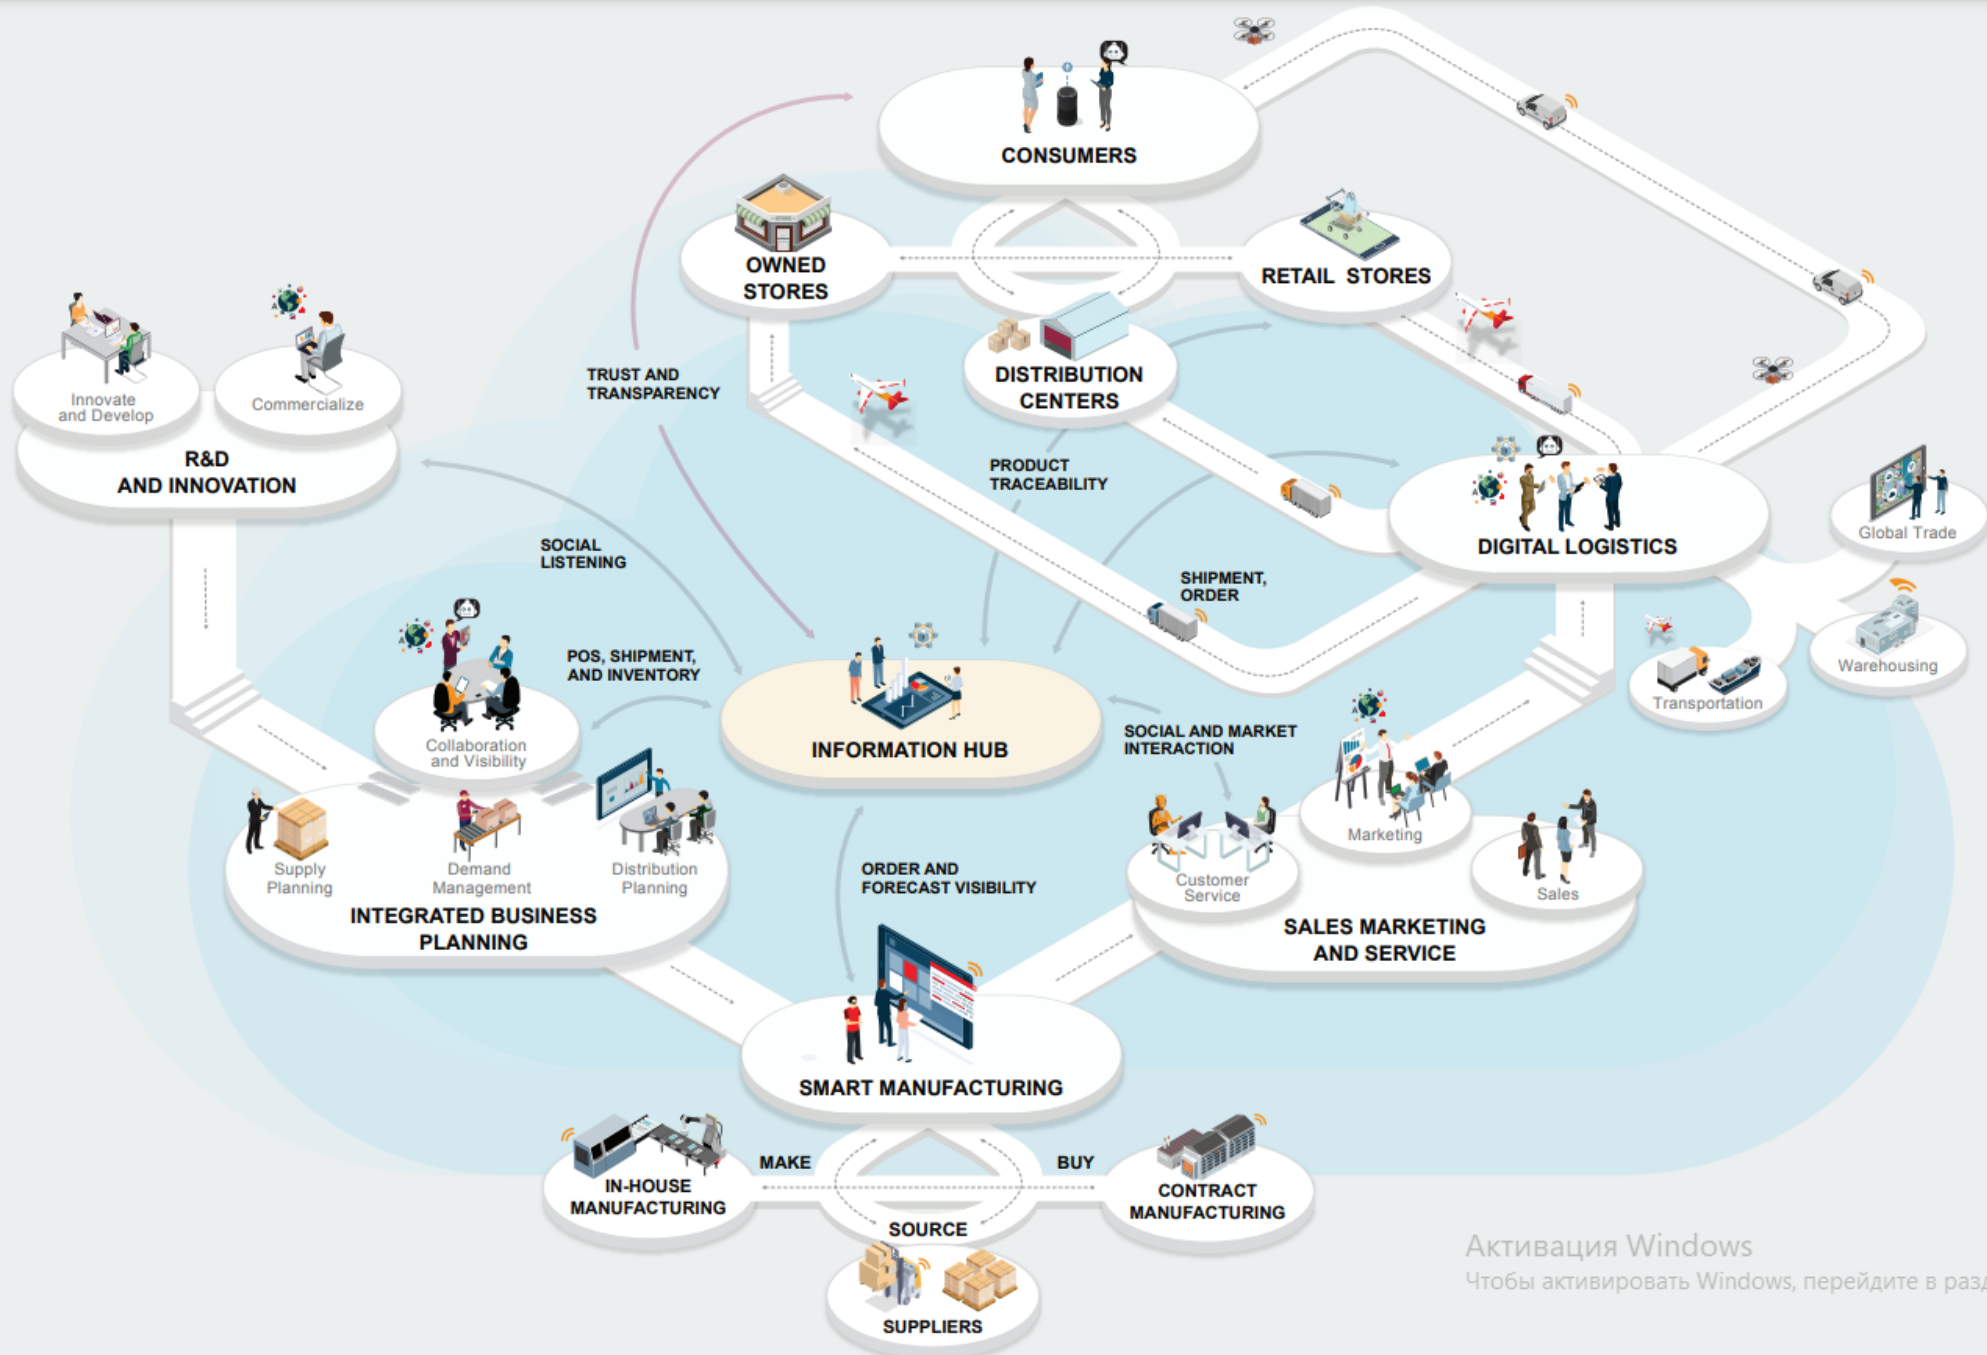 CONSUMERS
OWNED
STORES
RETAIL STORES
DISTRIBUTION
CENTERS
TRUST AND
TRANSPARENCY
Innovate
and Develop
Commercialize
R&D
AND INNOVATION
PRODUCT
TRACEABILITY
DIGITAL LOGISTICS
Global Trade
SOCIAL
LISTENING
SHIPMENT,
ORDER
Warehousing
Transportation
POS, SHIPMENT,
AND INVENTORY
Collaboration
and Visibility
INFORMATION HUB
SOCIAL AND MARKET
INTERACTION
Marketing
Supply
Planning
Demand
Management
Distribution
Planning
INTEGRATED BUSINESS
PLANNING
ORDER AND
FORECAST VISIBILITY
Customer
Service
Sales
SALES MARKETING
AND SERVICE
SMART MANUFACTURING
MAKE
BUY
IN-HOUSE
MANUFACTURING
CONTRACT
MANUFACTURING
SOURCE
SUPPLIERS
Активация Windows
Чтобы активировать Windows, перейдите в разд